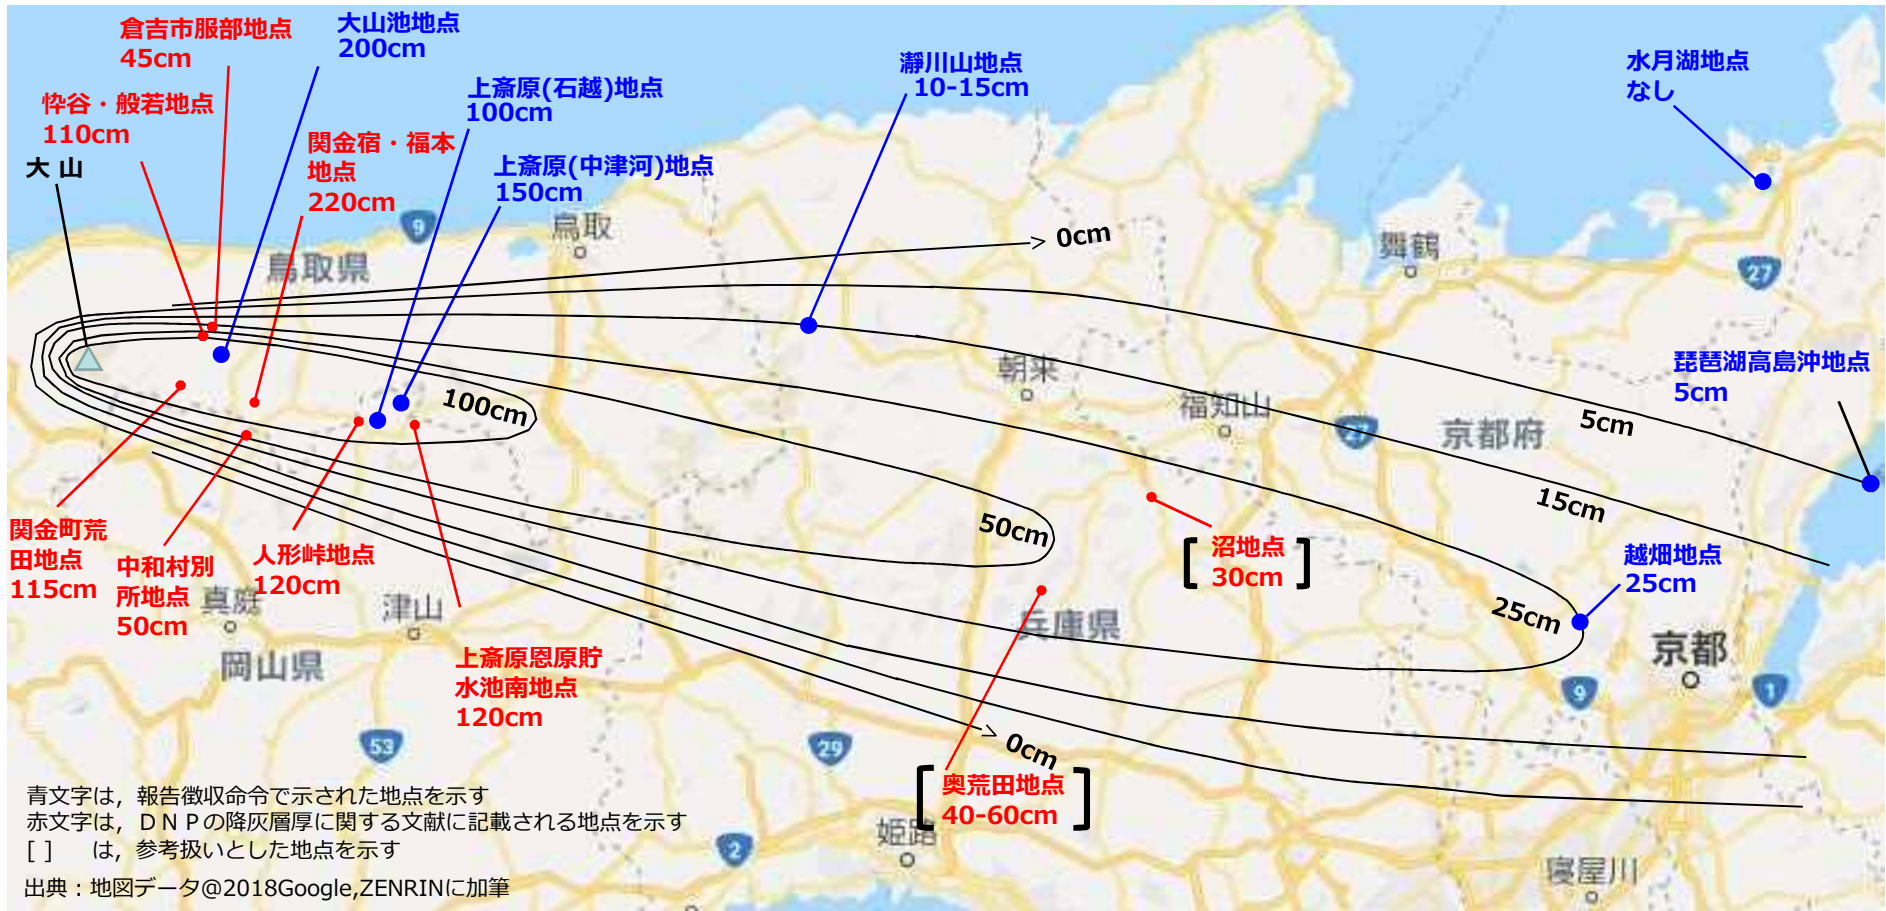 倉吉市服部地点
45cm
大山池地点
200cm
忰谷・般若地点
110cm
大 山
上斎原(石越)地点
100cm
関金宿・福本
地点
220cm
上斎原(中津河)地点
150cm
瀞川山地点
10-15cm
水月湖地点
なし
9
鳥取
鳥取県
0cm
舞鶴
27
朝来
福知山
27
京都府
5cm
琵琶湖高島沖地点
5cm
100cm
50cm
15cm
25cm
関金町荒
田地点
115cm
中和村別
所地点
50cm
人形峠地点
120cm
上斎原恩原貯
水池南地点
120cm
[ 沼地点
30cm ]
越畑地点
25cm
真庭
津山
岡山県
兵庫県
京都
9
1
53
29
0cm
[ 奥荒田地点
40-60cm ]
姫路
2
寝屋川
青文字は，報告徴収命令で示された地点を示す
赤文字は，ＤＮＰの降灰層厚に関する文献に記載される地点を示す
[ ]　は，参考扱いとした地点を示す
出典：地図データ@2018Google,ZENRINに加筆